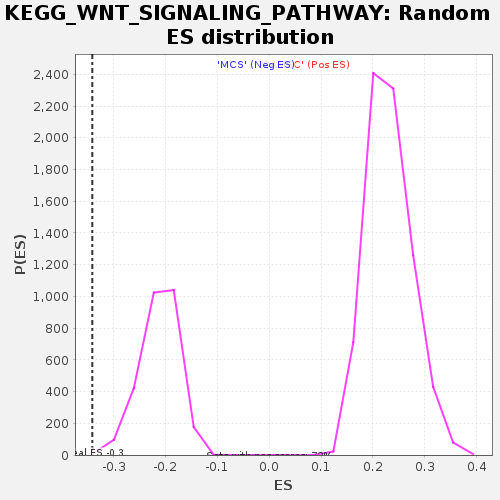 KEGG_WNT_SIGNALING_PATHWAY: Random
ES distribution
'MCS' (Neg ES) C' (Pos ES)
2,400
2,200
2,000
1,800
1,600
1,400
1,200
1,000
800
600
400
200
0
P(ES)
-0.3 -0.2 -0.1 0.0 0.1 0.2 0.3 0.4
ES